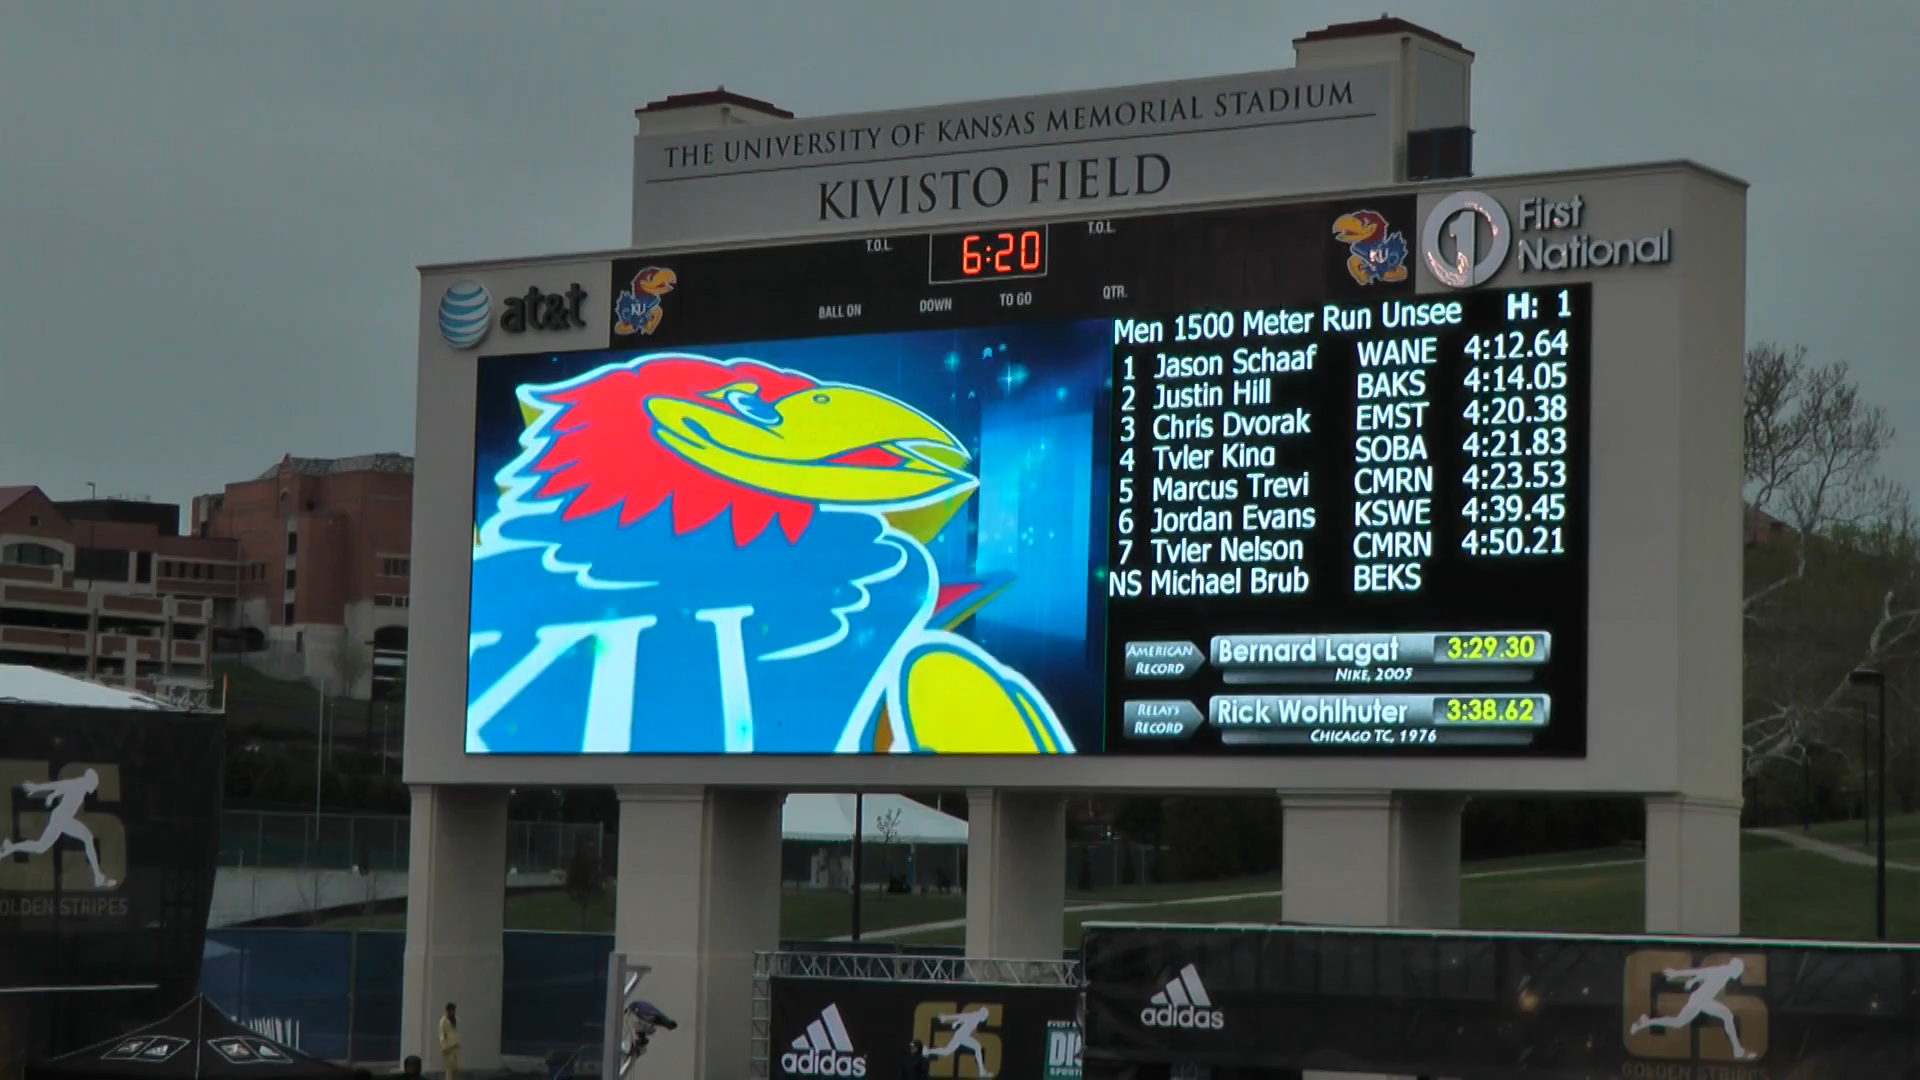 THE UNIVERSITY OF KANSAS MEMORIAL STADIUM
KIVISTO FIELD
at&t
KU
T.O.L.
6:20
T.O.L.
KU
1 First
National
BALL ON
DOWN
TO GO
QTR.
KU
Men 1500 Meter Run Unsee H: 1
1 Jason Schaaf WANE 4:12.64
2 Justin Hill BAKS 4:14.05
3 Chris Dvorak EMST 4:20.38
4 Tyler King SOBA 4:21.83
5 Marcus Trevi CMRN 4:23.53
6 Jordan Evans KSWE 4:39.45
7 Tyler Nelson CMRN 4:50.21
NS Michael Brub BEKS
AMERICAN
RECORD
Bernard Lagat 3:29.30
NIKE, 2005
RELAYS
RECORD
Rick Wohlhuter 3:38.62
CHICAGO TC, 1976
GS
OLDEN STRIPES
adidas
GS
adidas
GS
GOLDEN STRIPES